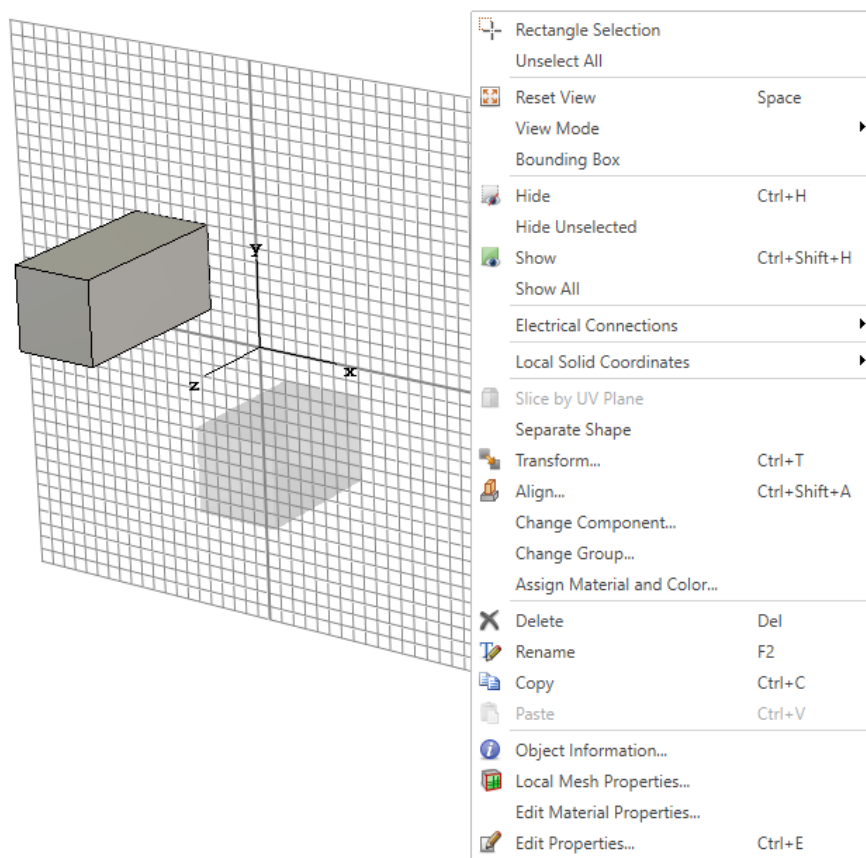 Rectangle Selection
Unselect All
Reset View Space
View Mode
Bounding Box
Hide Ctrl+H
Hide Unselected
Show Ctrl+Shift+H
Show All
Electrical Connections
Local Solid Coordinates
Slice by UV Plane
Separate Shape
Transform... Ctrl+T
Align... Ctrl+Shift+A
Change Component...
Change Group...
Assign Material and Color...
Delete Del
Rename F2
Copy Ctrl+C
Paste Ctrl+V
Object Information...
Local Mesh Properties...
Edit Material Properties...
Edit Properties... Ctrl+E
y
x
z